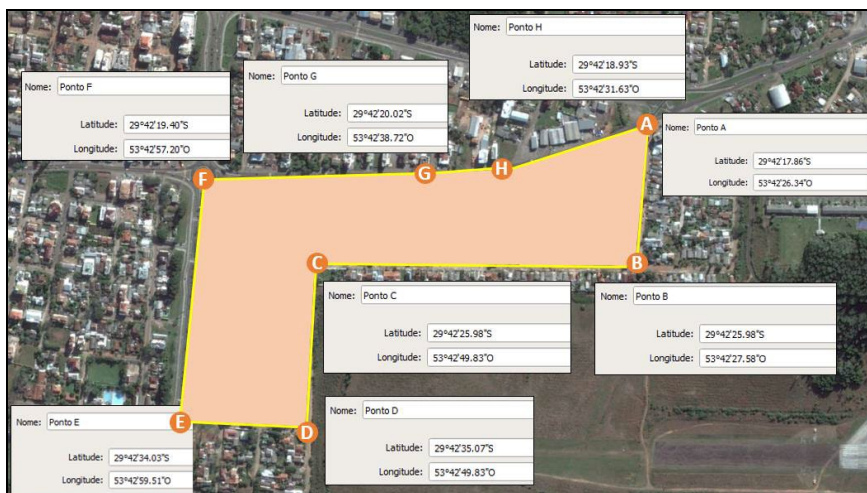 Nome: Ponto H
Latitude: 29°42'18.93"S
Longitude: 53°42'31.63"O
Nome: Ponto F
Latitude: 29°42'19.40"S
Longitude: 53°42'57.20"O
Nome: Ponto G
Latitude: 29°42'20.02"S
Longitude: 53°42'38.72"O
Nome: Ponto A
Latitude: 29°42'17.86"S
Longitude: 53°42'26.34"O
A
H
G
F
C
B
Nome: Ponto C
Latitude: 29°42'25.98"S
Longitude: 53°42'49.83"O
Nome: Ponto B
Latitude: 29°42'25.98"S
Longitude: 53°42'27.58"O
E
D
Nome: Ponto E
Latitude: 29°42'34.03"S
Longitude: 53°42'59.51"O
Nome: Ponto D
Latitude: 29°42'35.07"S
Longitude: 53°42'49.83"O